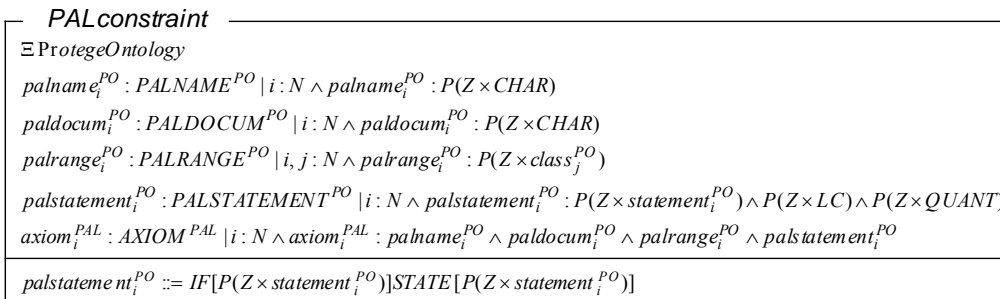 PALconstraint
Ξ ProtegeOntology
palname_i^{PO} : PALNAME^{PO} | i : N ∧ palname_i^{PO} : P(Z × CHAR)
paldocum_i^{PO} : PALDOCUM^{PO} | i : N ∧ paldocum_i^{PO} : P(Z × CHAR)
palrange_i^{PO} : PALRANGE^{PO} | i, j : N ∧ palrange_i^{PO} : P(Z × class_j^{PO})
palstatement_i^{PO} : PALSTATEMENT^{PO} | i : N ∧ palstatement_i^{PO} : P(Z × statement_i^{PO}) ∧ P(Z × LC) ∧ P(Z × QUANT)
axiom_i^{PAL} : AXIOM^{PAL} | i : N ∧ axiom_i^{PAL} : palname_i^{PO} ∧ paldocum_i^{PO} ∧ palrange_i^{PO} ∧ palstatement_i^{PO}
palstatement_i^{PO} ::= IF[P(Z × statement_i^{PO})]STATE[P(Z × statement_i^{PO})]